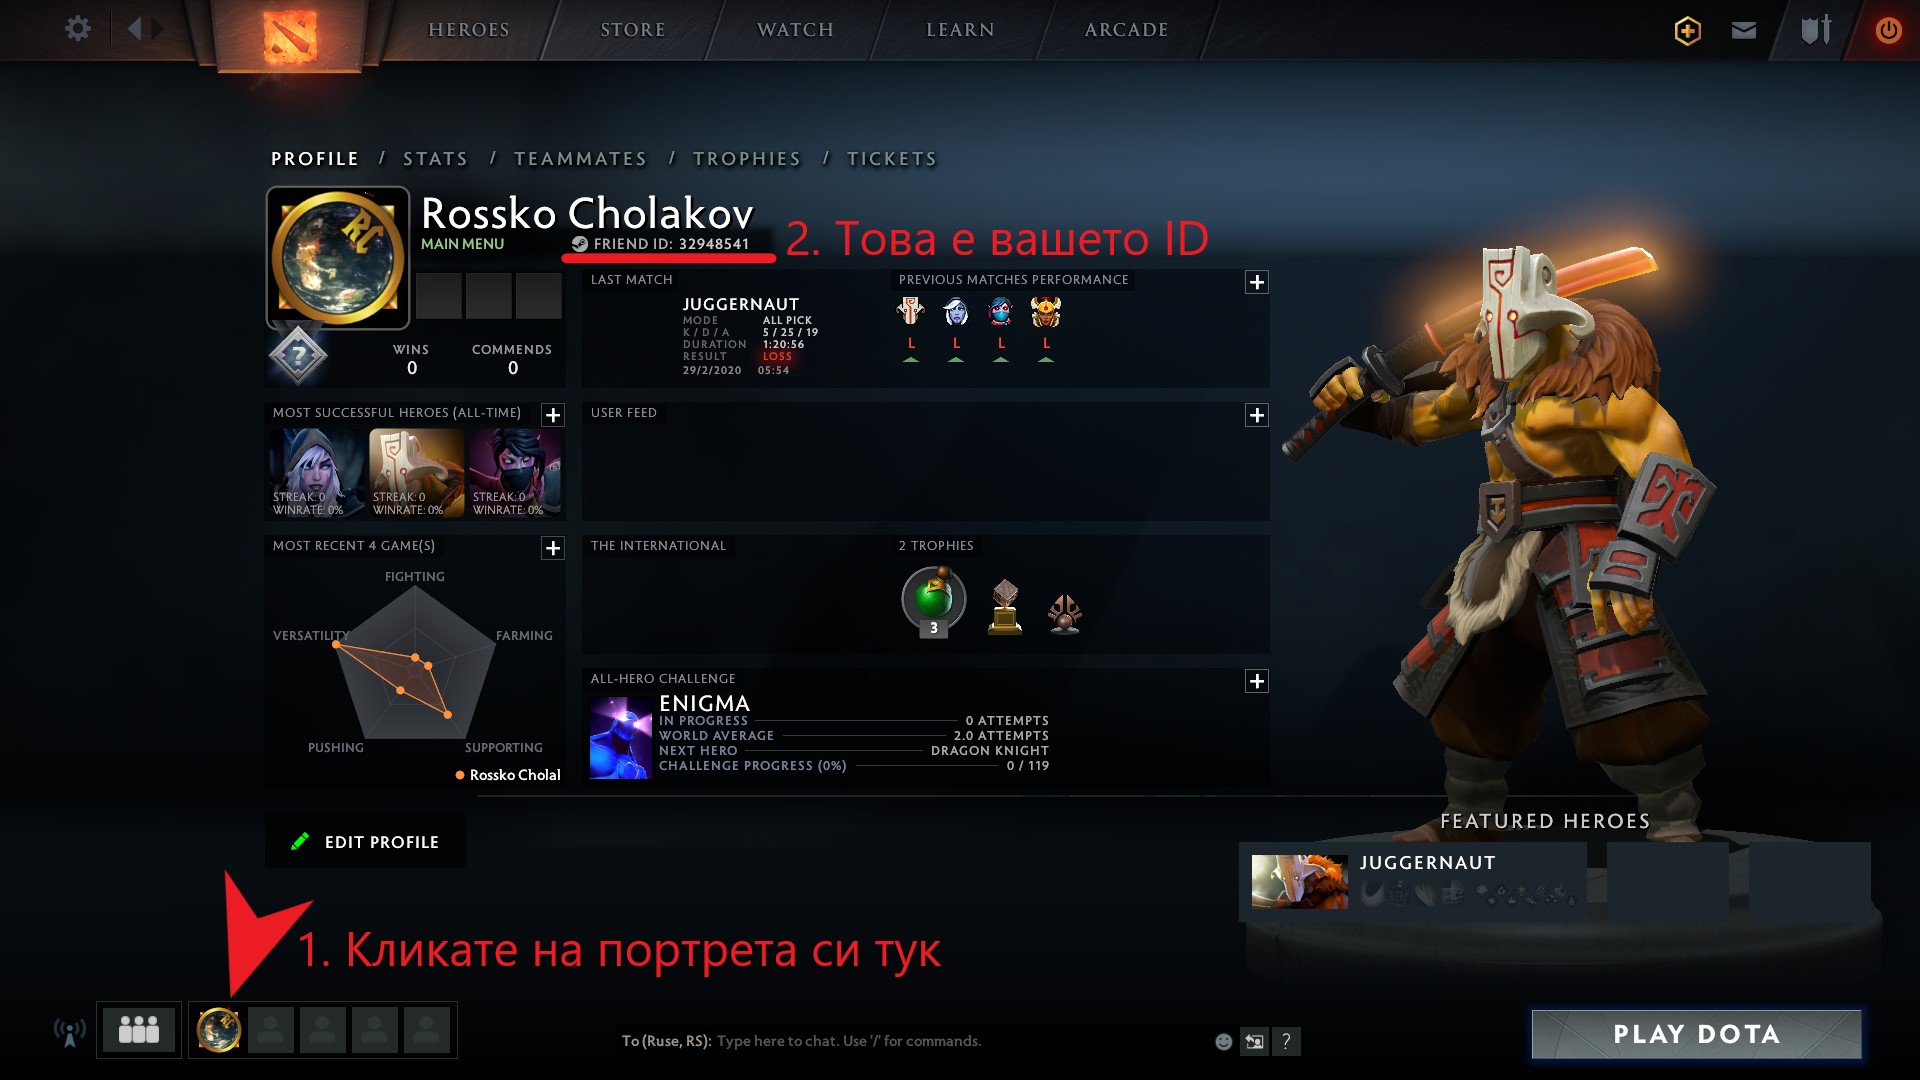 HEROES
STORE
WATCH
LEARN
ARCADE
PROFILE / STATS / TEAMMATES / TROPHIES / TICKETS
RC
Rossko Cholakov
MAIN MENU
FRIEND ID: 32948541
2. Това е вашето ID
?
WINS
0
COMMENDS
0
LAST MATCH
JUGGERNAUT
MODE ALL PICK
K / D / A 5 / 25 / 19
DURATION 1:20:56
RESULT LOSS
29/2/2020 05:54
PREVIOUS MATCHES PERFORMANCE
L L L L
MOST SUCCESSFUL HEROES (ALL-TIME)
STREAK: 0
WINRATE: 0%
STREAK: 0
WINRATE: 0%
STREAK: 0
WINRATE: 0%
USER FEED
MOST RECENT 4 GAME(S)
FIGHTING
VERSATILITY
FARMING
PUSHING
SUPPORTING
Rossko Cholal
THE INTERNATIONAL
2 TROPHIES
3
ALL-HERO CHALLENGE
ENIGMA
IN PROGRESS 0 ATTEMPTS
WORLD AVERAGE 2.0 ATTEMPTS
NEXT HERO DRAGON KNIGHT
CHALLENGE PROGRESS (0%) 0 / 119
EDIT PROFILE
FEATURED HEROES
JUGGERNAUT
1. Кликате на портрета си тук
To (Ruse, RS): Type here to chat. Use '/' for commands.
?
PLAY DOTA